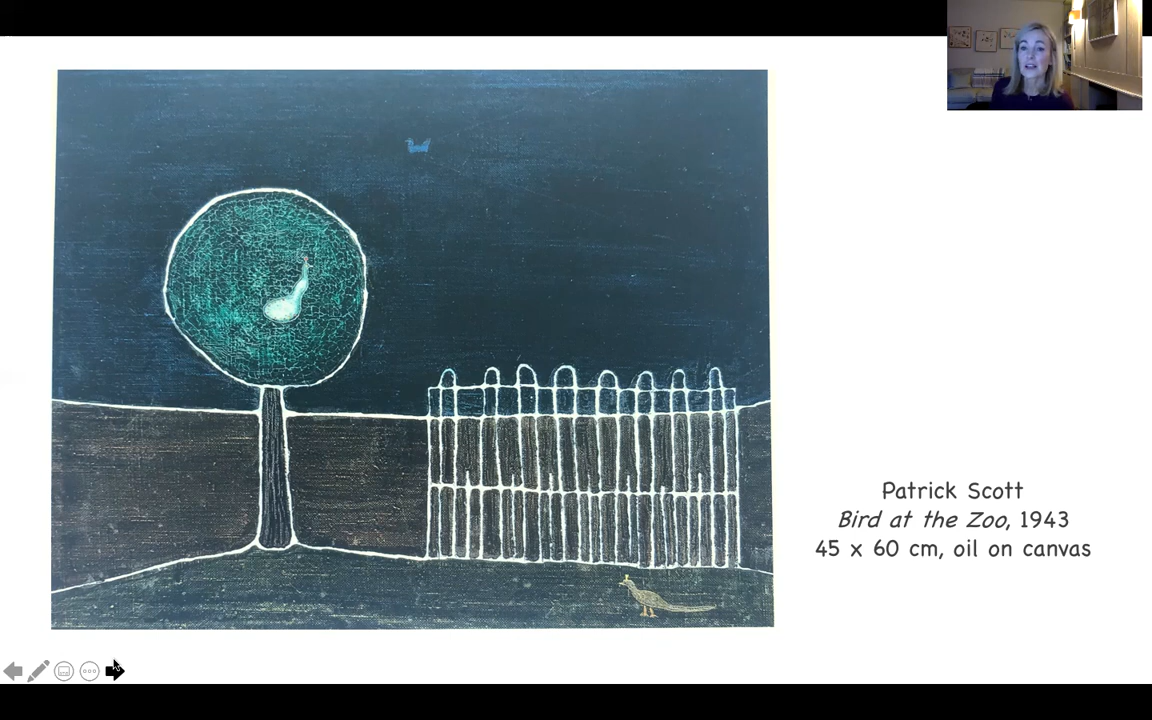 Patrick Scott
Bird at the Zoo, 1943
45 x 60 cm, oil on canvas